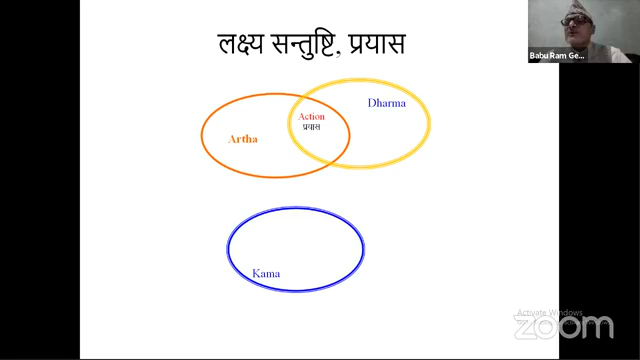 लक्ष्य सन्तुष्टि, प्रयास
Dharma
Action
प्रयास
Artha
Kama
Babu Ram Ge...
Activate Windows
zoom